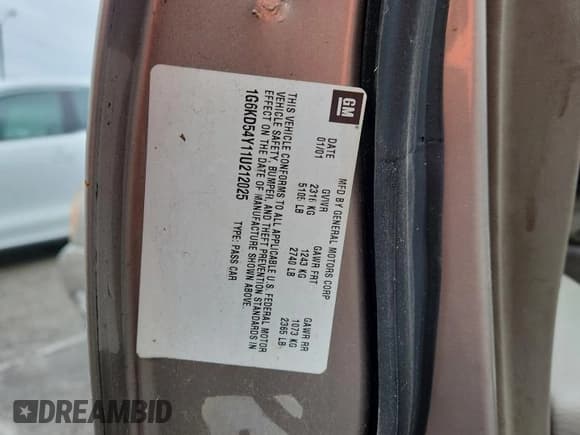 GM
MFD BY GENERAL MOTORS CORP
DATE GVWR GAWR FRT GAWR RR
01/01 2316 KG 1243 KG 1073 KG
5105 LB 2740 LB 2365 LB
THIS VEHICLE CONFORMS TO ALL APPLICABLE U.S. FEDERAL MOTOR
VEHICLE SAFETY, BUMPER, AND THEFT PREVENTION STANDARDS IN
EFFECT ON THE DATE OF MANUFACTURE SHOWN ABOVE.
1G6KD54Y11U212025 TYPE: PASS CAR
DREAMBID